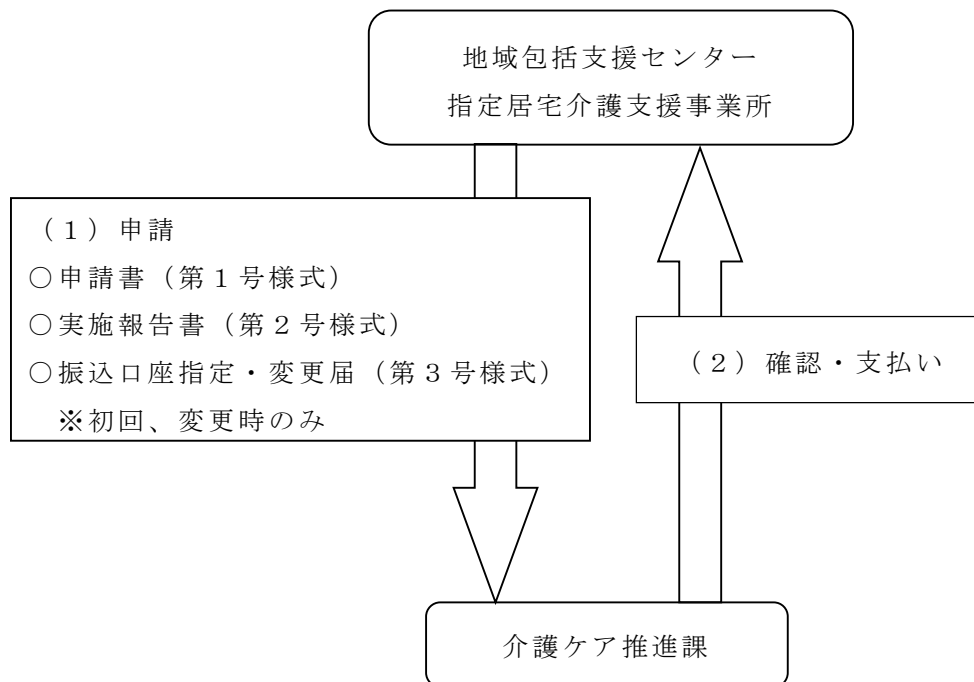 地域包括支援センター
指定居宅介護支援事業所
（１）申請
○申請書（第１号様式）
○実施報告書（第２号様式）
○振込口座指定・変更届（第３号様式）
※初回、変更時のみ
（２）確認・支払い
介護ケア推進課